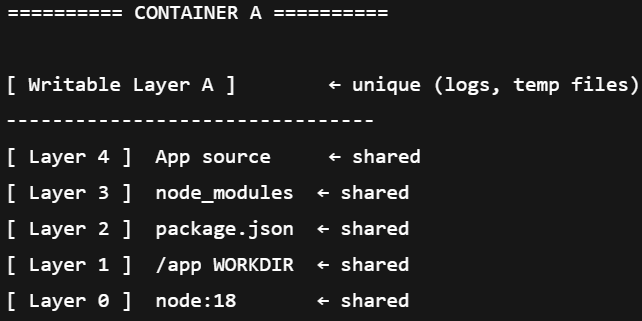 ========== CONTAINER A ==========
[ Writable Layer A ]        ← unique (logs, temp files)
--------------------------------
[ Layer 4 ]  App source     ← shared
[ Layer 3 ]  node_modules  ← shared
[ Layer 2 ]  package.json  ← shared
[ Layer 1 ]  /app WORKDIR  ← shared
[ Layer 0 ]  node:18       ← shared